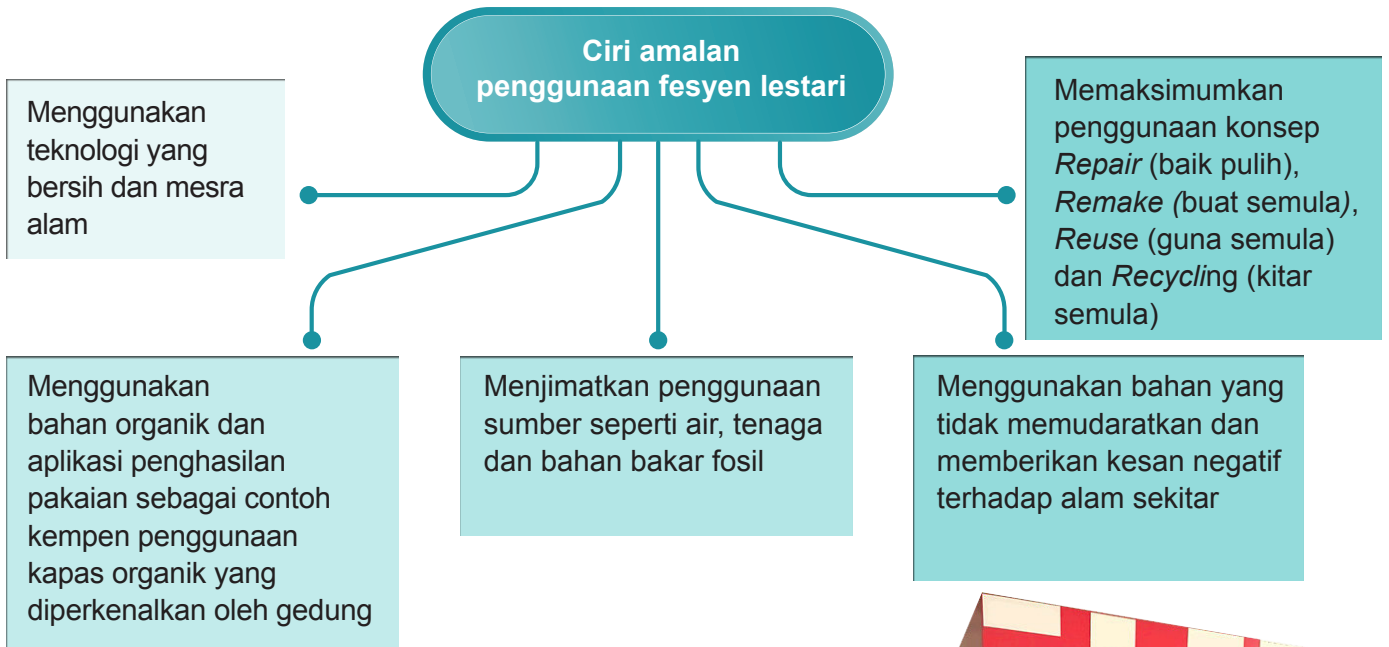 Ciri amalan
penggunaan fesyen lestari
Menggunakan
teknologi yang
bersih dan mesra
alam
Menggunakan
bahan organik dan
aplikasi penghasilan
pakaian sebagai contoh
kempen penggunaan
kapas organik yang
diperkenalkan oleh gedung
Menjimatkan penggunaan
sumber seperti air, tenaga
dan bahan bakar fosil
Menggunakan bahan yang
tidak memudaratkan dan
memberikan kesan negatif
terhadap alam sekitar
Memaksimumkan
penggunaan konsep
Repair (baik pulih),
Remake (buat semula),
Reuse (guna semula)
dan Recycling (kitar
semula)